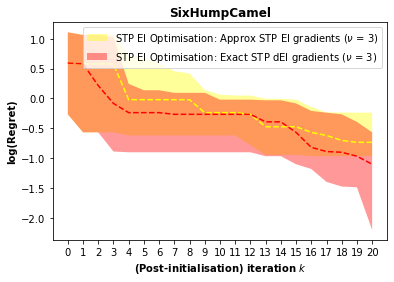 SixHumpCamel
STP EI Optimisation: Approx STP EI gradients (ν = 3)
STP EI Optimisation: Exact STP dEI gradients (ν = 3)
log(Regret)
1.0
0.5
0.0
−0.5
−1.0
−1.5
−2.0
0 1 2 3 4 5 6 7 8 9 10 11 12 13 14 15 16 17 18 19 20
(Post-initialisation) iteration k